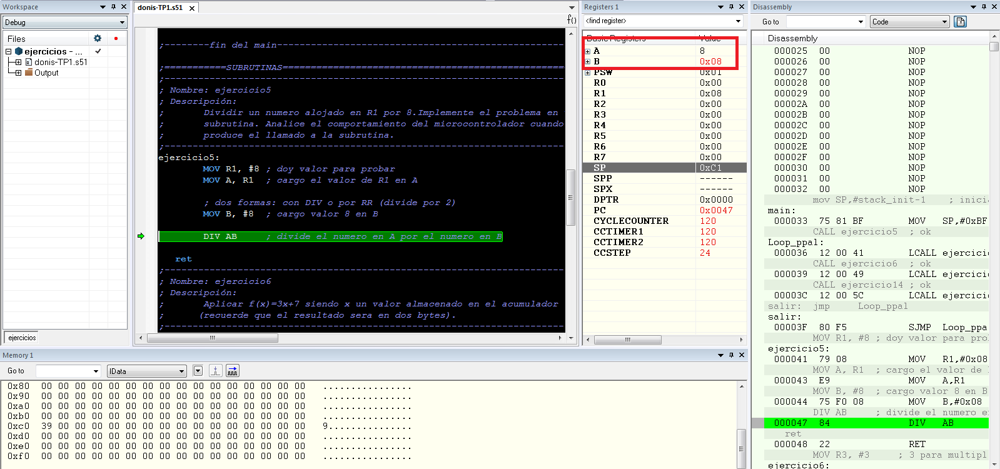 Workspace
Debug
Files
ejercicios - ...
donis-TP1.s51
Output
ejercicios
donis-TP1.s51
f()
;--------fin del main---------------------------------------------------
;===========SUBRUTINAS==================================================
;-----------------------------------------------------------------------
; Nombre: ejercicio5
; Descripción:
;       Dividir un numero alojado en R1 por 8.Implemente el problema en
;       subrutina. Analice el comportamiento del microcontrolador cuando
;       produce el llamado a la subrutina.
;-----------------------------------------------------------------------
ejercicio5:
MOV R1, #8 ; doy valor para probar
MOV A, R1  ; cargo el valor de R1 en A
; dos formas: con DIV o por RR (divide por 2)
MOV B, #8  ; cargo valor 8 en B
DIV AB     ; divide el numero en A por el numero en B
ret
;-----------------------------------------------------------------------
; Nombre: ejercicio6
; Descripción:
;       Aplicar f(x)=3x+7 siendo x un valor almacenado en el acumulador
;      (recuerde que el resultado sera en dos bytes).
;-----------------------------------------------------------------------
Registers 1
<find register>
Basic Registers Value
A 8
B 0x08
PSW 0x01
R0 0x00
R1 0x08
R2 0x00
R3 0x00
R4 0x00
R5 0x00
R6 0x00
R7 0x00
SP 0xC1
SPP ------
SPX ------
DPTR 0x0000
PC 0x0047
CYCLECOUNTER 120
CCTIMER1 120
CCTIMER2 120
CCSTEP 24
Disassembly
Go to Code
Disassembly
000025 00 NOP
000026 00 NOP
000027 00 NOP
000028 00 NOP
000029 00 NOP
00002A 00 NOP
00002B 00 NOP
00002C 00 NOP
00002D 00 NOP
00002E 00 NOP
00002F 00 NOP
000030 00 NOP
000031 00 NOP
000032 00 NOP
mov SP,#stack_init-1 ; inici
main:
000033 75 81 BF MOV SP,#0xBF
CALL ejercicio5 ; ok
Loop_ppal:
000036 12 00 41 LCALL ejercici
CALL ejercicio6 ; ok
000039 12 00 49 LCALL ejercici
CALL ejercicio14 ; ok
00003C 12 00 5C LCALL ejercici
salir: jmp Loop_ppal
salir:
00003F 80 F5 SJMP Loop_ppa
MOV R1, #8 ; doy valor para prob
ejercicio5:
000041 79 08 MOV R1,#0x08
MOV A, R1 ; cargo el valor de
000043 E9 MOV A,R1
MOV B, #8 ; cargo valor 8 en B
000044 75 F0 08 MOV B,#0x08
DIV AB ; divide el numero e
000047 84 DIV AB
ret
000048 22 RET
MOV R3, #3 ; 3 para multipl
ejercicio6:
Memory 1
Go to IData
0x80 00 00 00 00 00 00 00 00 00 00 00 00 00 00 00 00 ................
0x90 00 00 00 00 00 00 00 00 00 00 00 00 00 00 00 00 ................
0xa0 00 00 00 00 00 00 00 00 00 00 00 00 00 00 00 00 ................
0xb0 00 00 00 00 00 00 00 00 00 00 00 00 00 00 00 00 ................
0xc0 39 00 00 00 00 00 00 00 00 00 00 00 00 00 00 00 9...............
0xd0 00 00 00 00 00 00 00 00 00 00 00 00 00 00 00 00 ................
0xe0 00 00 00 00 00 00 00 00 00 00 00 00 00 00 00 00 ................
0xf0 00 00 00 00 00 00 00 00 00 00 00 00 00 00 00 00 ................